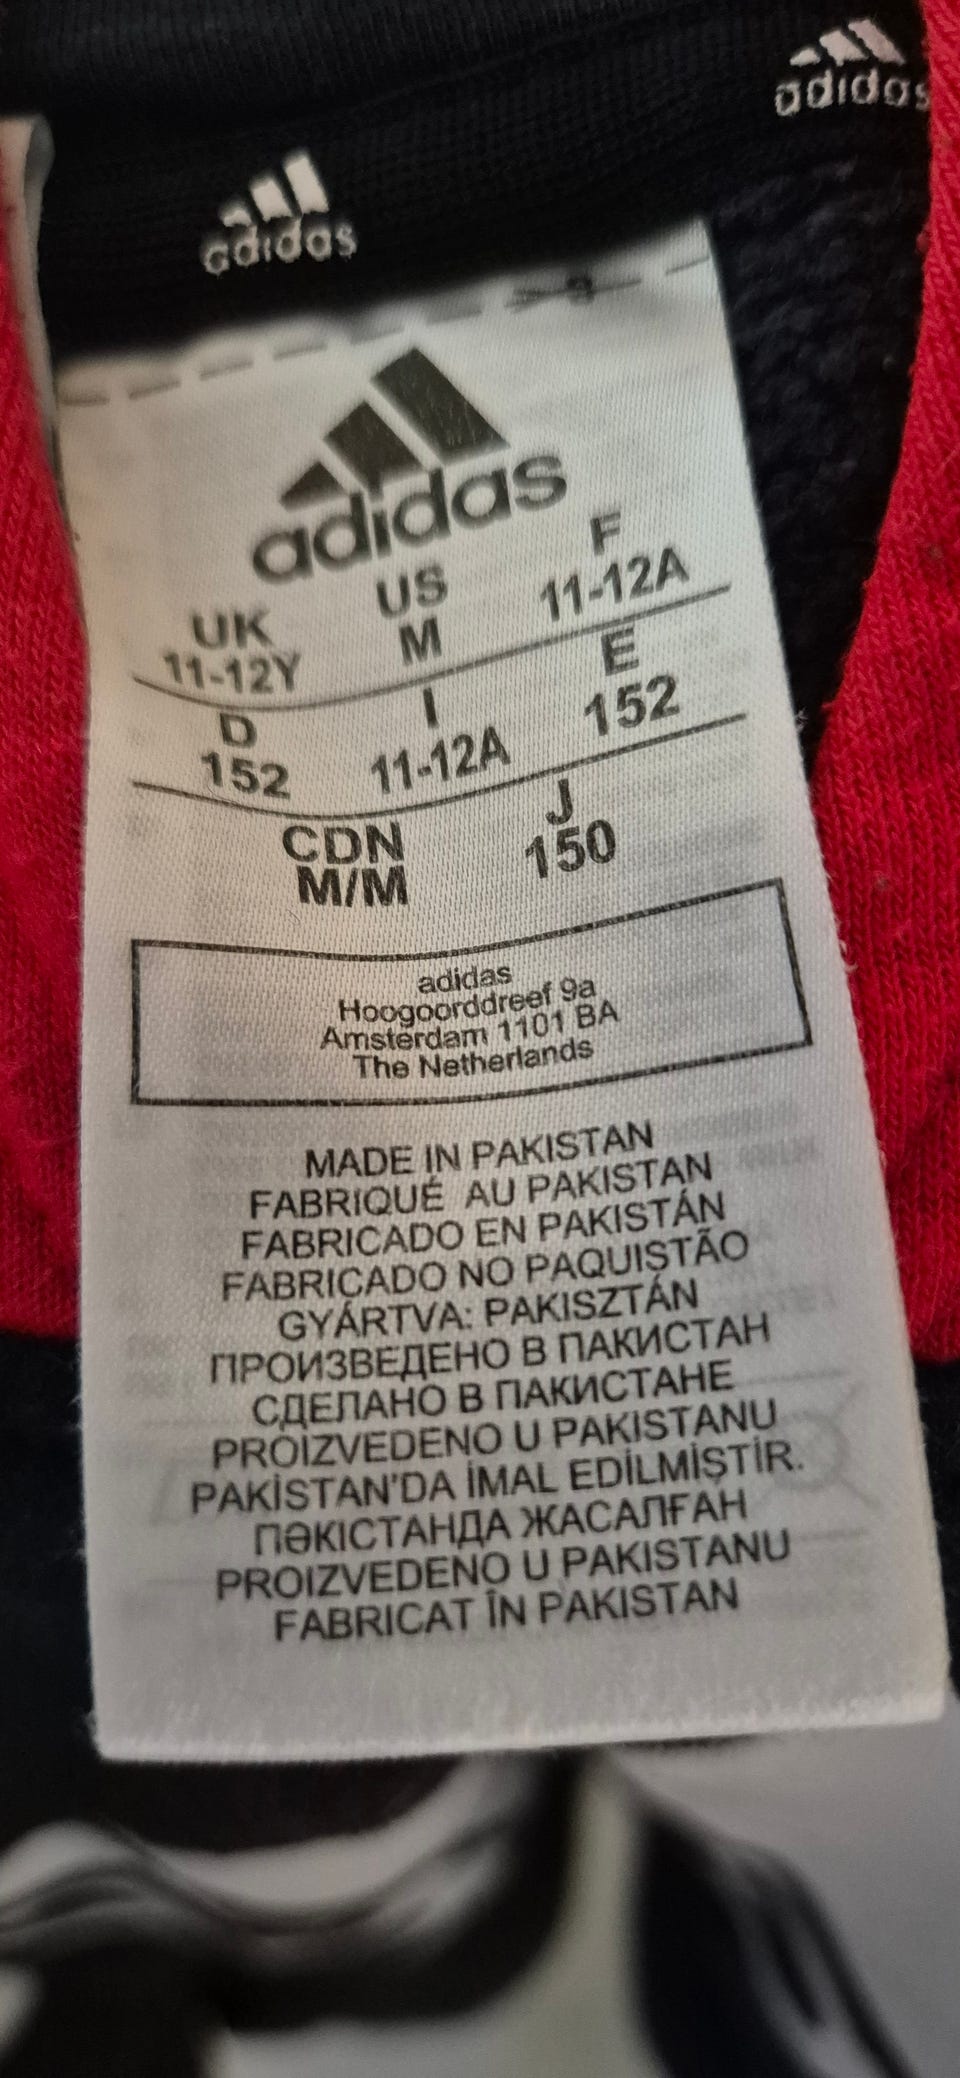 adidas
adidas
adidas
UK US F
11-12Y M 11-12A
D I E
152 11-12A 152
CDN J
M/M 150
adidas
Hoogoorddreef 9a
Amsterdam 1101 BA
The Netherlands
MADE IN PAKISTAN
FABRIQUÉ AU PAKISTAN
FABRICADO EN PAKISTÁN
FABRICADO NO PAQUISTÃO
GYÁRTVA: PAKISZTÁN
ПРОИЗВЕДЕНО В ПАКИСТАН
СДЕЛАНО В ПАКИСТАНЕ
PROIZVEDENO U PAKISTANU
PAKİSTAN'DA İMAL EDİLMİŞTİR.
ПӘКІСТАНДА ЖАСАЛҒАН
PROIZVEDENO U PAKISTANU
FABRICAT ÎN PAKISTAN